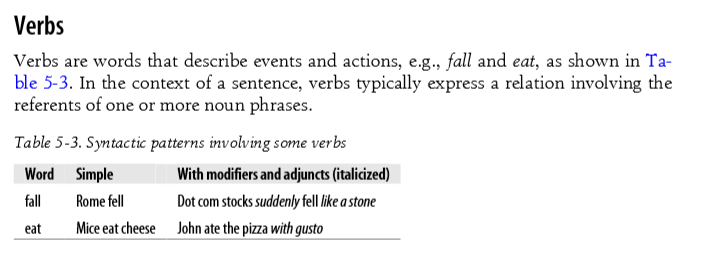 Verbs
Verbs are words that describe events and actions, e.g., fall and eat, as shown in Ta-
ble 5-3. In the context of a sentence, verbs typically express a relation involving the
referents of one or more noun phrases.
Table 5-3. Syntactic patterns involving some verbs
Word Simple With modifiers and adjuncts (italicized)
fall Rome fell Dot com stocks suddenly fell like a stone
eat Mice eat cheese John ate the pizza with gusto